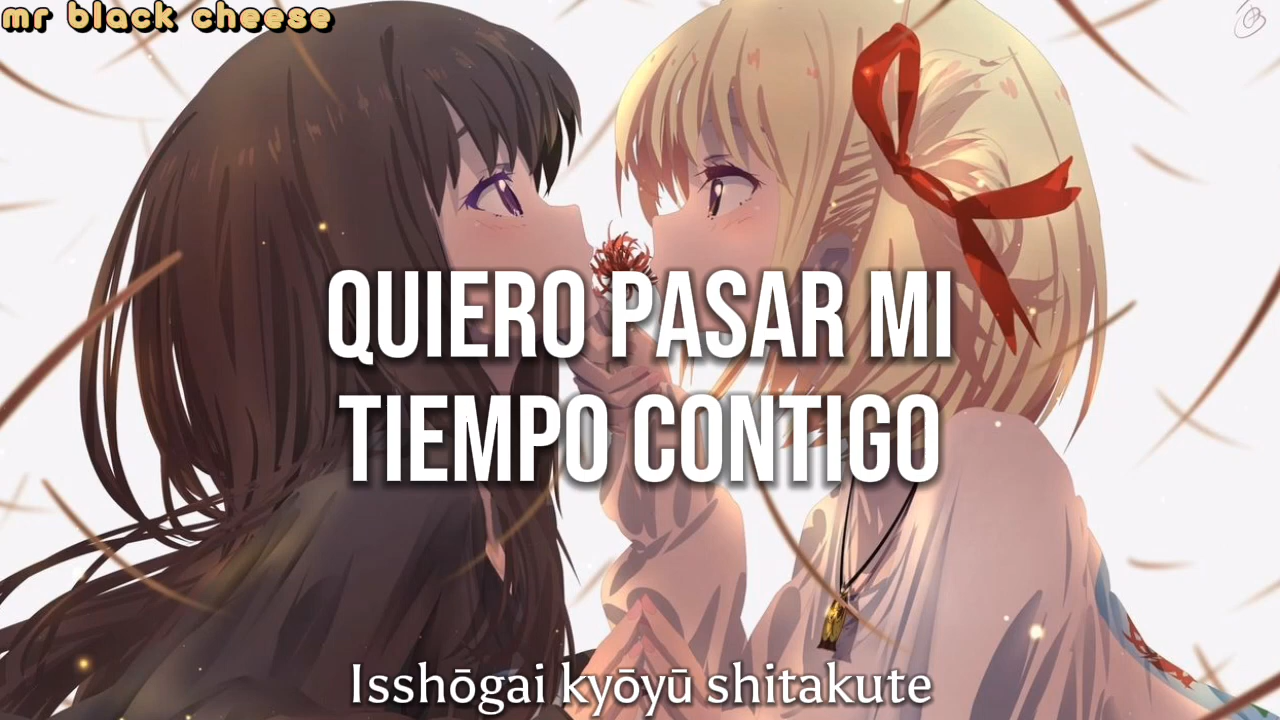 mr black cheese
QUIERO PASAR MI
TIEMPO CONTIGO
Isshōgai kyōyū shitakute